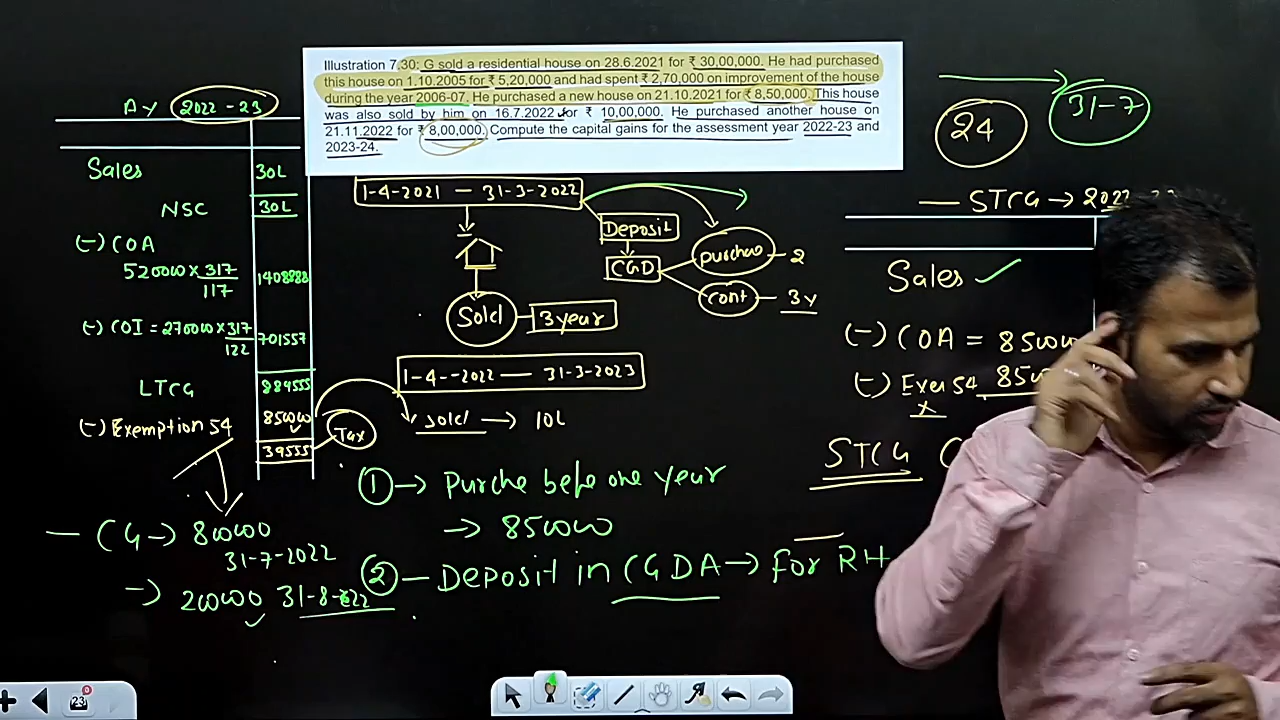 Illustration 7.30: G sold a residential house on 28.6.2021 for ₹ 30,00,000. He had purchased
this house on 1.10.2005 for ₹ 5,20,000 and had spent ₹ 2,70,000 on improvement of the house
during the year 2006-07. He purchased a new house on 21.10.2021 for ₹ 8,50,000. This house
was also sold by him on 16.7.2022 for ₹ 10,00,000. He purchased another house on
21.11.2022 for ₹ 8,00,000. Compute the capital gains for the assessment year 2022-23 and
2023-24.
AY 2022-23
Sales 30L
NSC 30L
(-) COA
520000 × 317/117 1408888
(-) COI = 270000 × 317/122 701557
LTCG 889555
(-) Exemption 54 850000
39555
Tax
— CG → 800000
31-7-2022
→ 200000 31-8-2022
1-4-2021 — 31-3-2022
Deposit
CGD
purchase — 2
Cont — 3y
Sold 3 year
1-4-2022 — 31-3-2023
Sold → 10L
① → Purche befe one year
→ 850000
② — Deposit in CGDA → for RH
24
31-7
— STCG →
Sales ✓
(-) COA =
(-) Exem 54
x
STCG
23